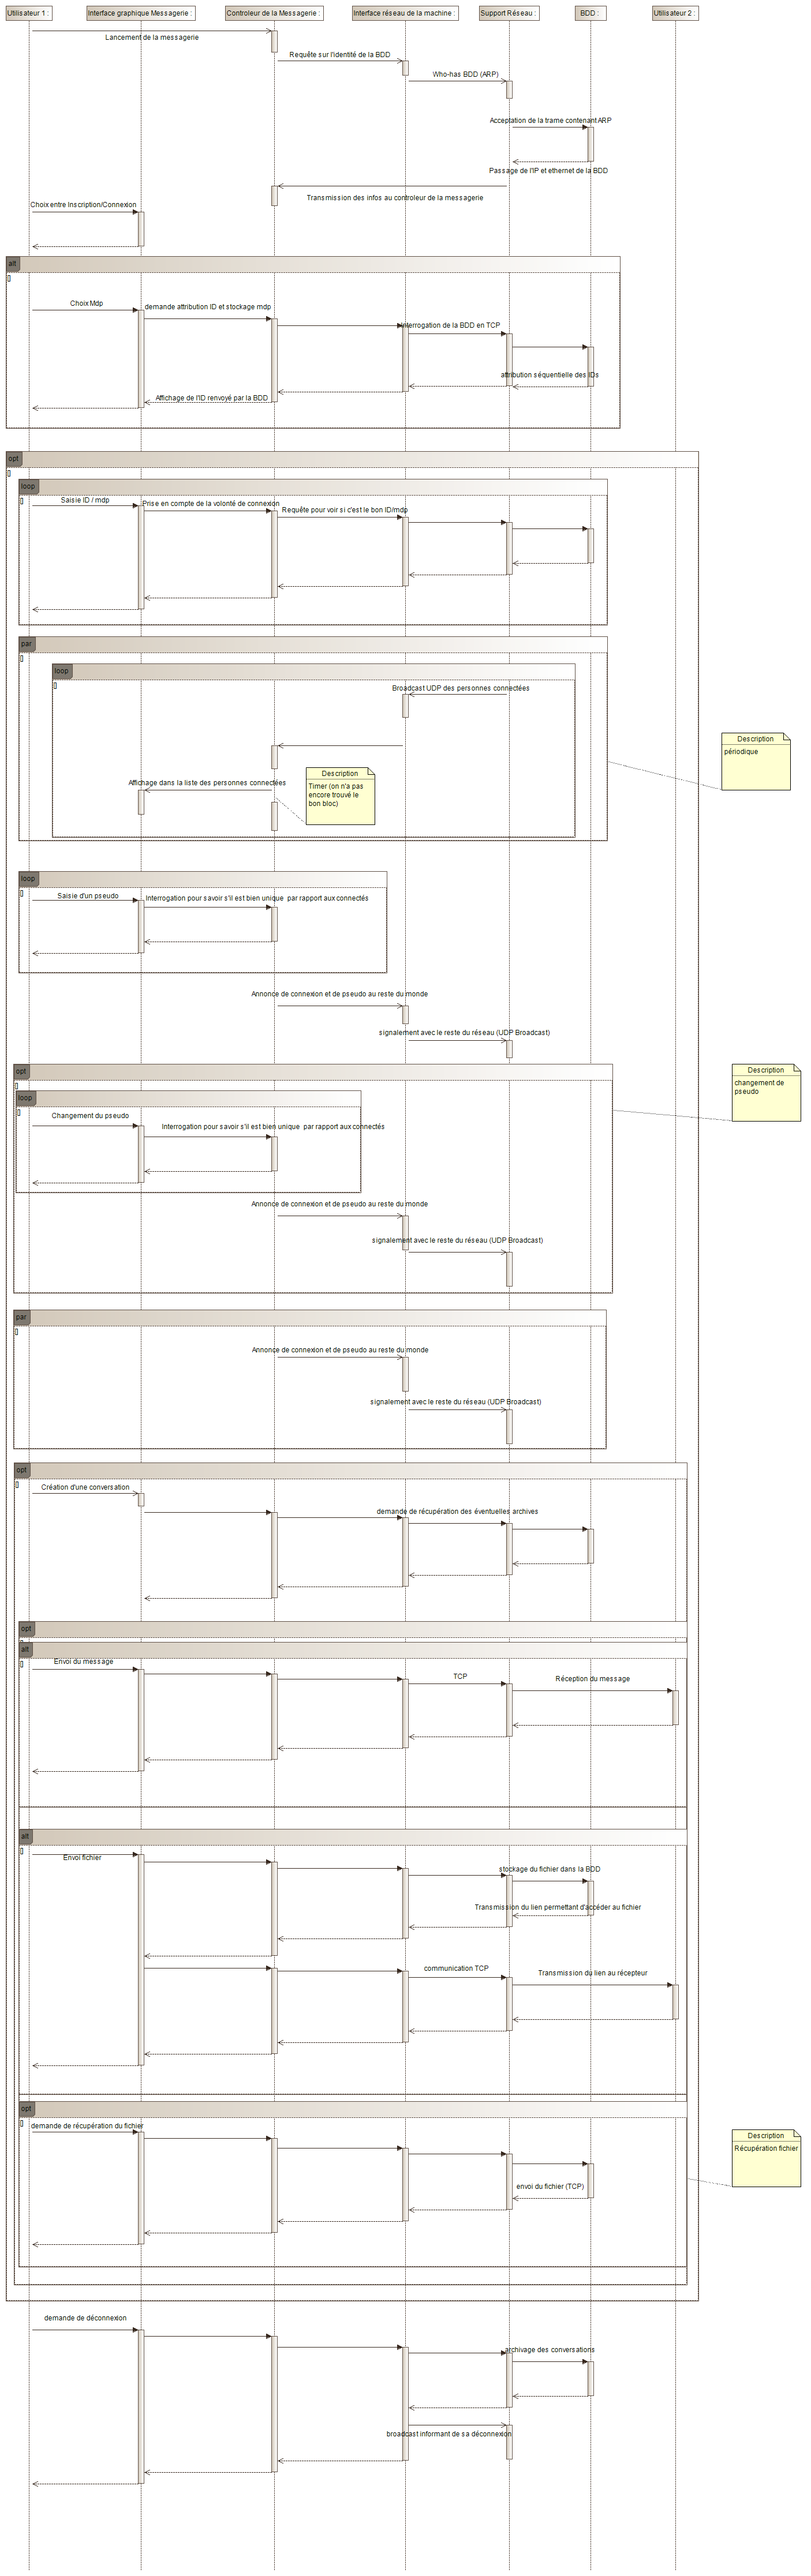 Utilisateur 1 :
Interface graphique Messagerie :
Controleur de la Messagerie :
Interface réseau de la machine :
Support Réseau :
BDD :
Utilisateur 2 :
Lancement de la messagerie
Requête sur l'identité de la BDD
Who-has BDD (ARP)
Acceptation de la trame contenant ARP
Passage de l'IP et ethernet de la BDD
Transmission des infos au controleur de la messagerie
Choix entre Inscription/Connexion
alt
[]
Choix Mdp
demande attribution ID et stockage mdp
Interrogation de la BDD en TCP
attribution séquentielle des IDs
Affichage de l'ID renvoyé par la BDD
opt
[]
loop
[]
Saisie ID / mdp
Prise en compte de la volonté de connexion
Requête pour voir si c'est le bon ID/mdp
par
[]
loop
[]
Broadcast UDP des personnes connectées
Description
périodique
Affichage dans la liste des personnes connectées
Description
Timer (on n'a pas
encore trouvé le
bon bloc)
loop
[]
Saisie d'un pseudo
Interrogation pour savoir s'il est bien unique par rapport aux connectés
Annonce de connexion et de pseudo au reste du monde
signalement avec le reste du réseau (UDP Broadcast)
opt
[]
Description
changement de
pseudo
loop
[]
Changement du pseudo
Interrogation pour savoir s'il est bien unique par rapport aux connectés
Annonce de connexion et de pseudo au reste du monde
signalement avec le reste du réseau (UDP Broadcast)
par
[]
Annonce de connexion et de pseudo au reste du monde
signalement avec le reste du réseau (UDP Broadcast)
opt
[]
Création d'une conversation
demande de récupération des éventuelles archives
opt
alt
[]
Envoi du message
TCP
Réception du message
alt
[]
Envoi fichier
stockage du fichier dans la BDD
Transmission du lien permettant d'accéder au fichier
communication TCP
Transmission du lien au récepteur
opt
[]
demande de récupération du fichier
Description
Récupération fichier
envoi du fichier (TCP)
demande de déconnexion
archivage des conversations
broadcast informant de sa déconnexion